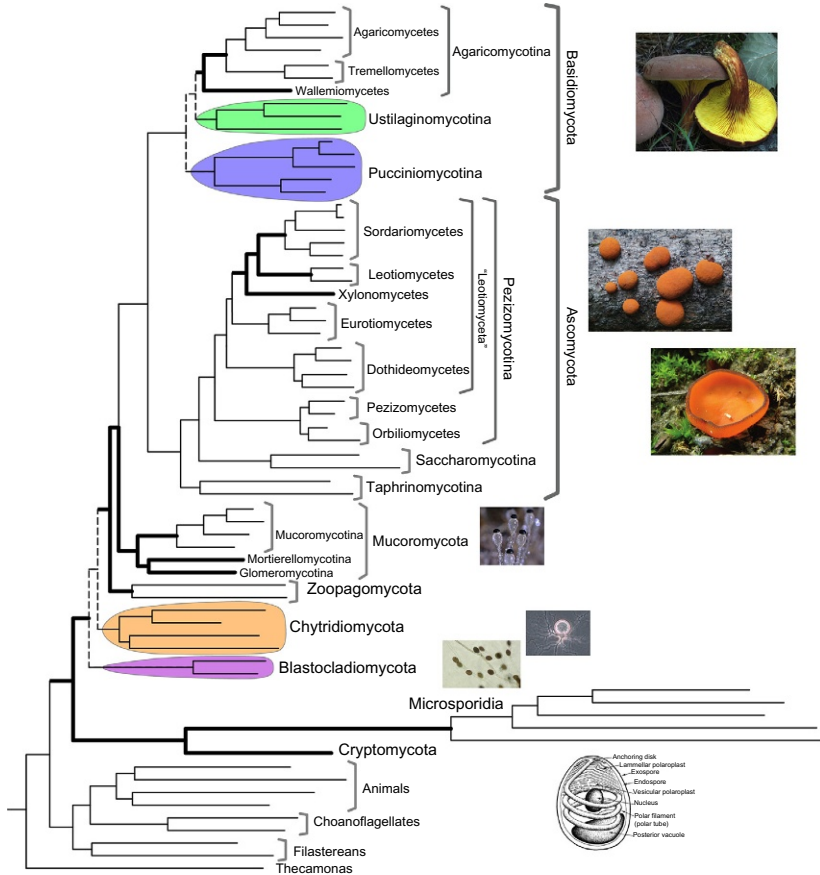 Agaricomycetes
Agaricomycotina
Tremellomycetes
Wallemiomycetes
Basidiomycota
Ustilaginomycotina
Pucciniomycotina
Sordariomycetes
Leotiomycetes
"Leotiomyceta"
Pezizomycotina
Ascomycota
Xylonomycetes
Eurotiomycetes
Dothideomycetes
Pezizomycetes
Orbiliomycetes
Saccharomycotina
Taphrinomycotina
Mucoromycotina
Mucoromycota
Mortierellomycotina
Glomeromycotina
Zoopagomycota
Chytridiomycota
Blastocladiomycota
Microsporidia
Cryptomycota
Anchoring disk
Lammellar polaroplast
Exospore
Endospore
Vesicular polaroplast
Nucleus
Polar filament
(polar tube)
Posterior vacuole
Animals
Choanoflagellates
Filastereans
Thecamonas